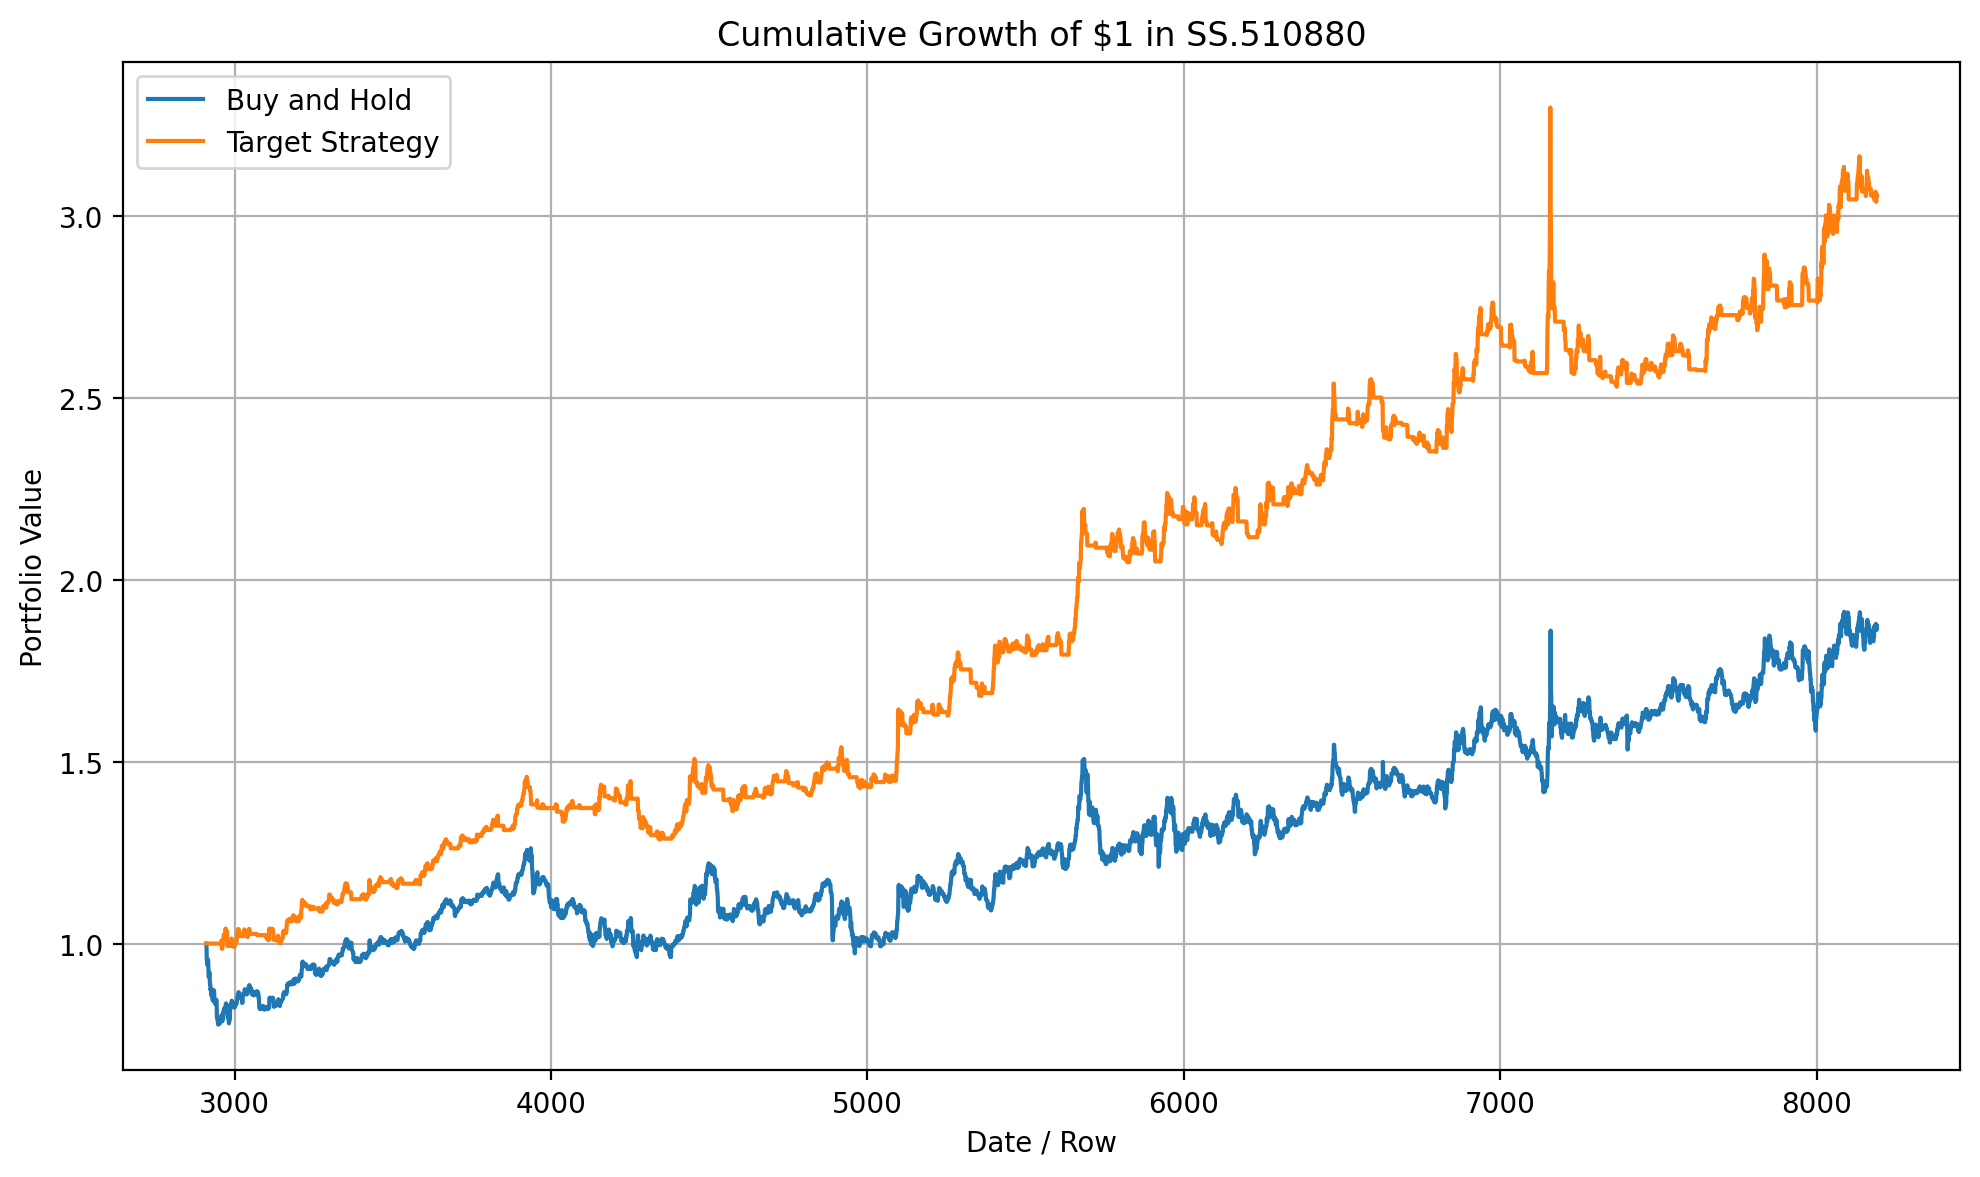 Cumulative Growth of $1 in SS.510880
Buy and Hold
Target Strategy
Portfolio Value
3.0
2.5
2.0
1.5
1.0
3000 4000 5000 6000 7000 8000
Date / Row